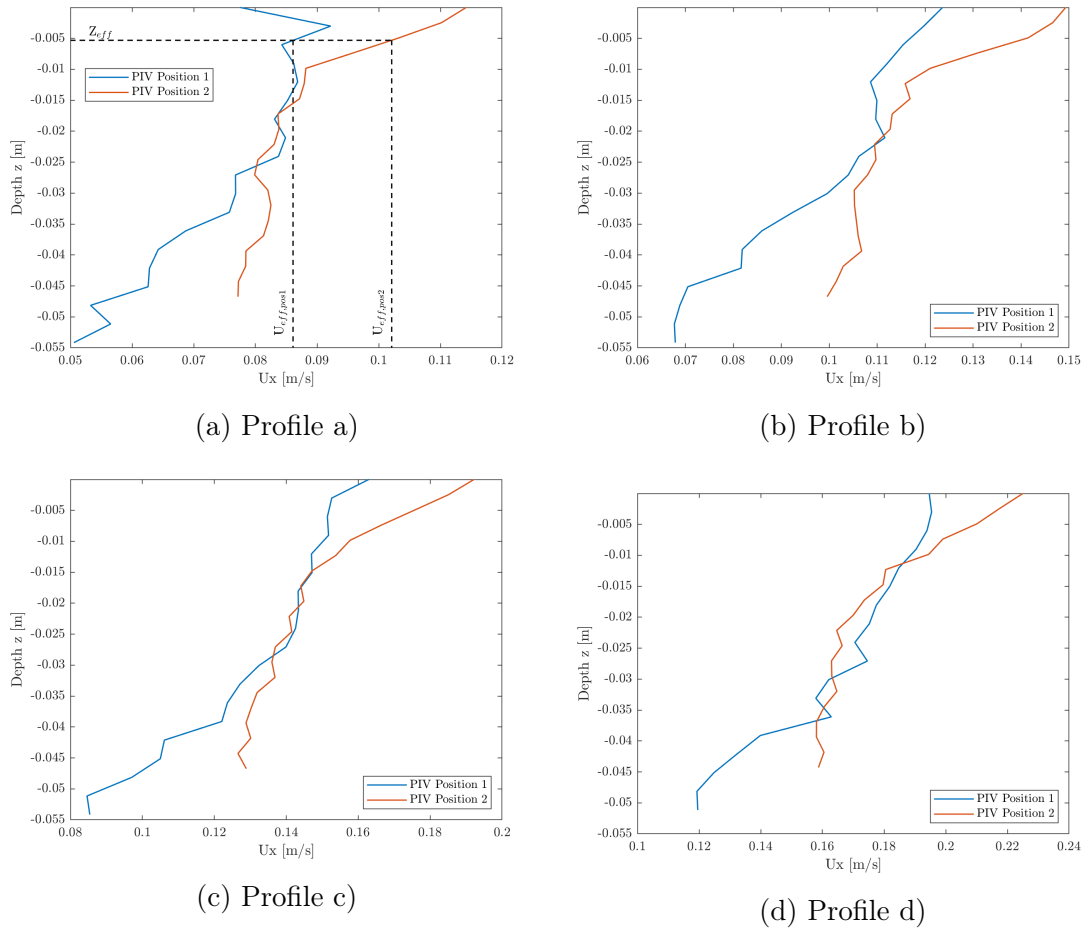 Z_eff
PIV Position 1
PIV Position 2
U_eff,pos1
U_eff,pos2
Depth z [m]
-0.005
-0.01
-0.015
-0.02
-0.025
-0.03
-0.035
-0.04
-0.045
-0.05
-0.055
0.05 0.06 0.07 0.08 0.09 0.1 0.11 0.12
Ux [m/s]
(a) Profile a)
Depth z [m]
-0.005
-0.01
-0.015
-0.02
-0.025
-0.03
-0.035
-0.04
-0.045
-0.05
-0.055
PIV Position 1
PIV Position 2
0.06 0.07 0.08 0.09 0.1 0.11 0.12 0.13 0.14 0.15
Ux [m/s]
(b) Profile b)
Depth z [m]
-0.005
-0.01
-0.015
-0.02
-0.025
-0.03
-0.035
-0.04
-0.045
-0.05
-0.055
PIV Position 1
PIV Position 2
0.08 0.1 0.12 0.14 0.16 0.18 0.2
Ux [m/s]
(c) Profile c)
Depth z [m]
-0.005
-0.01
-0.015
-0.02
-0.025
-0.03
-0.035
-0.04
-0.045
-0.05
-0.055
PIV Position 1
PIV Position 2
0.1 0.12 0.14 0.16 0.18 0.2 0.22 0.24
Ux [m/s]
(d) Profile d)